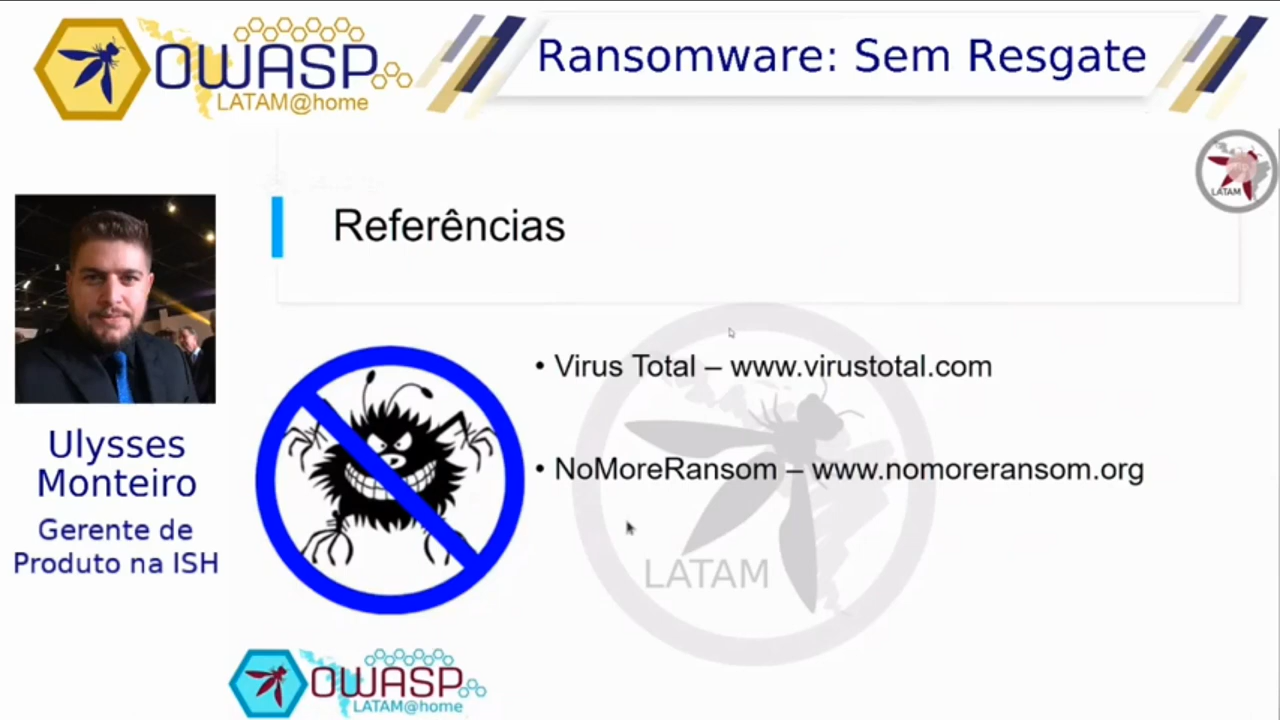 OWASP
LATAM@home
Ransomware: Sem Resgate
LATAM
Referências
• Virus Total – www.virustotal.com
• NoMoreRansom – www.nomoreransom.org
LATAM
Ulysses
Monteiro
Gerente de
Produto na ISH
OWASP
LATAM@home